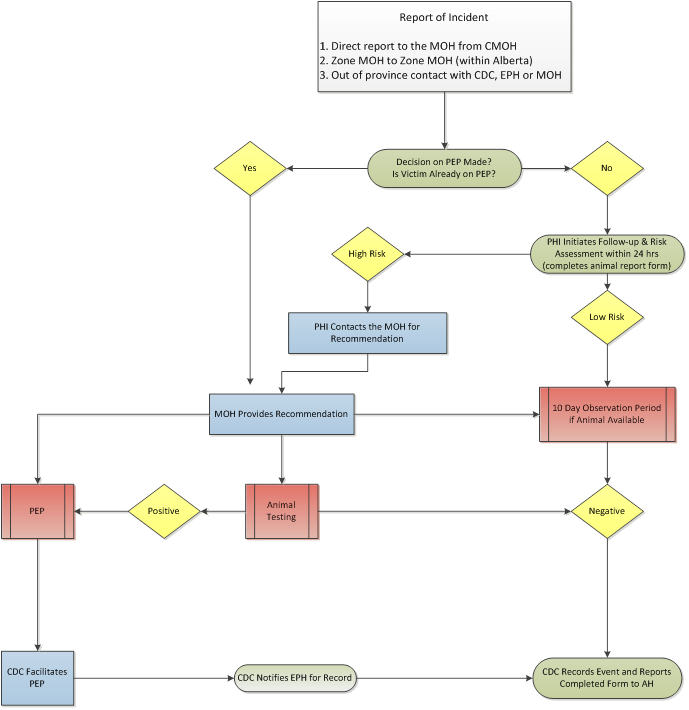 Report of Incident
1. Direct report to the MOH from CMOH
2. Zone MOH to Zone MOH (within Alberta)
3. Out of province contact with CDC, EPH or MOH
Yes
Decision on PEP Made?
Is Victim Already on PEP?
No
High Risk
PHI Initiates Follow-up & Risk
Assessment within 24 hrs
(completes animal report form)
PHI Contacts the MOH for
Recommendation
Low Risk
MOH Provides Recommendation
10 Day Observation Period
if Animal Available
PEP
Positive
Animal
Testing
Negative
CDC Facilitates
PEP
CDC Notifies EPH for Record
CDC Records Event and Reports
Completed Form to AH